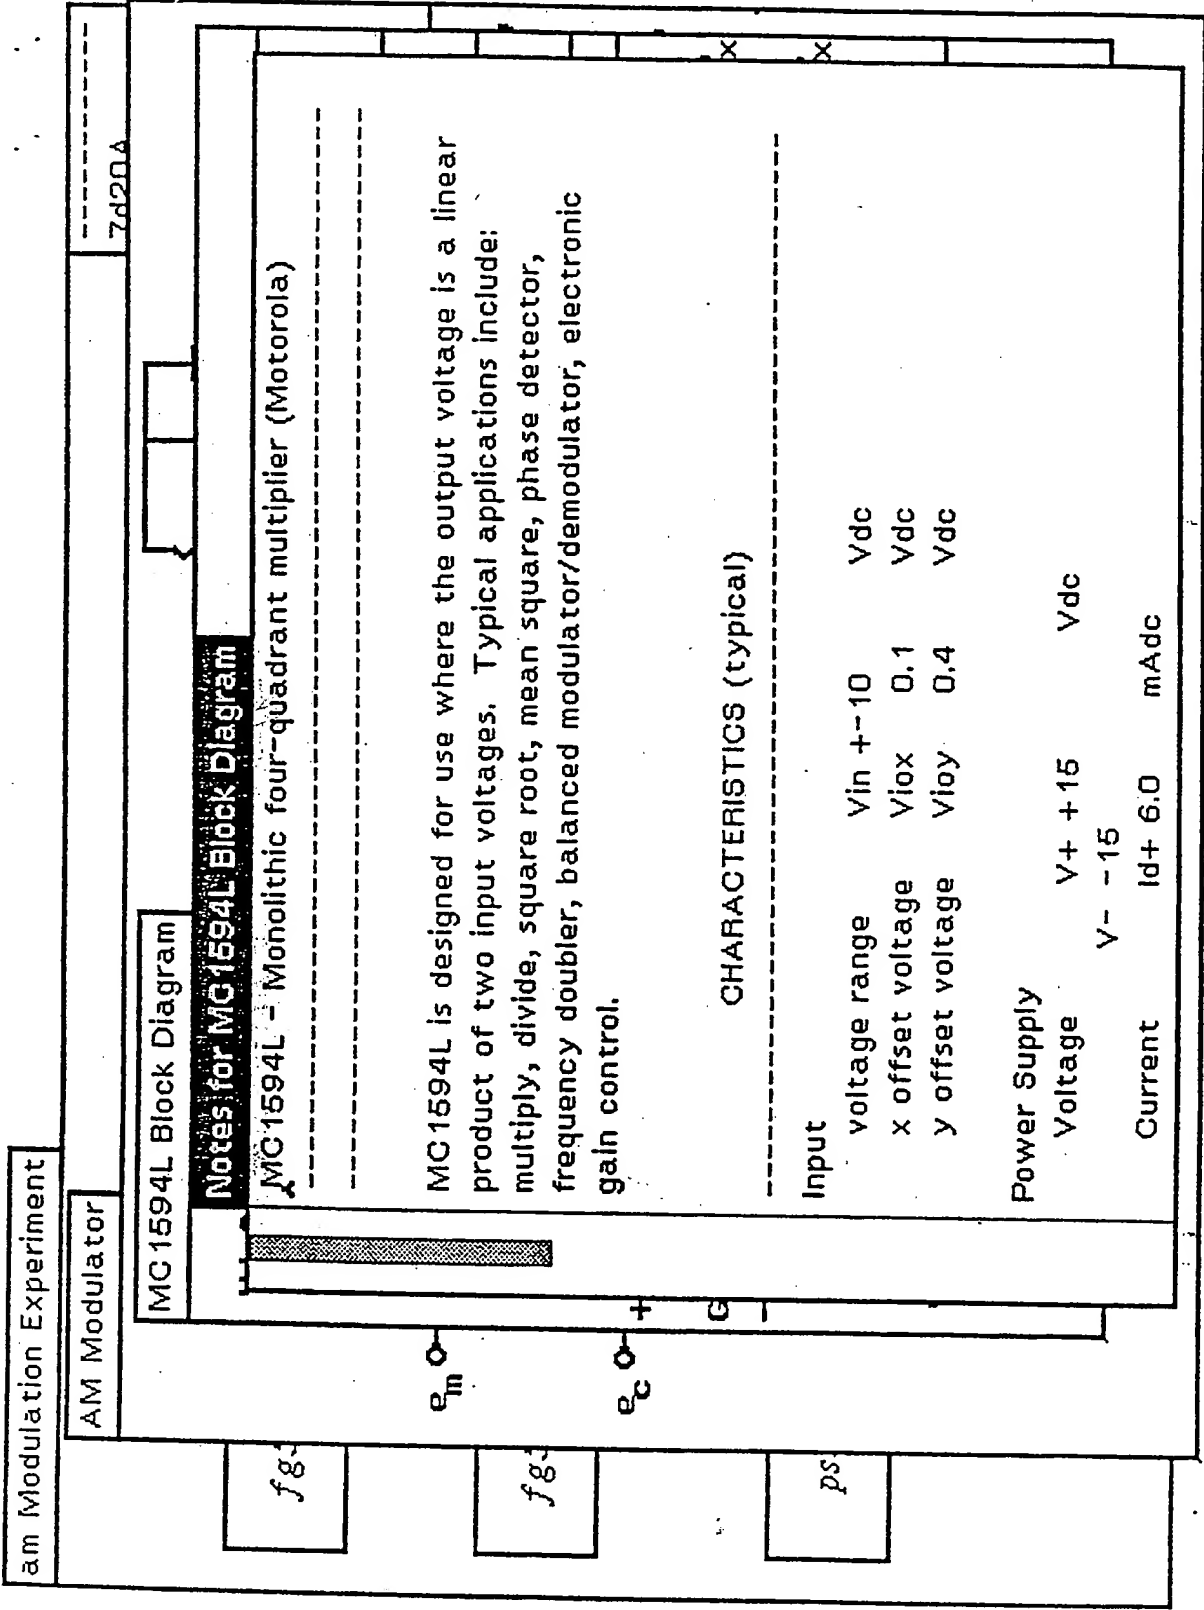 am Modulation Experiment
AM Modulator
7d20A
MC1594L Block Diagram
Notes for MC1594L Block Diagram
MC1594L - Monolithic four-quadrant multiplier (Motorola)
MC1594L is designed for use where the output voltage is a linear
product of two input voltages. Typical applications include:
multiply, divide, square root, mean square, phase detector,
frequency doubler, balanced modulator/demodulator, electronic
gain control.
CHARACTERISTICS (typical)
Input
voltage range Vin +-10 Vdc
x offset voltage Viox 0.1 Vdc
y offset voltage Vioy 0.4 Vdc
Power Supply
Voltage V+ +15 Vdc
V- -15
Current Id+ 6.0 mAdc
fg
fg
ps
em
ec
+
G
-
x
x